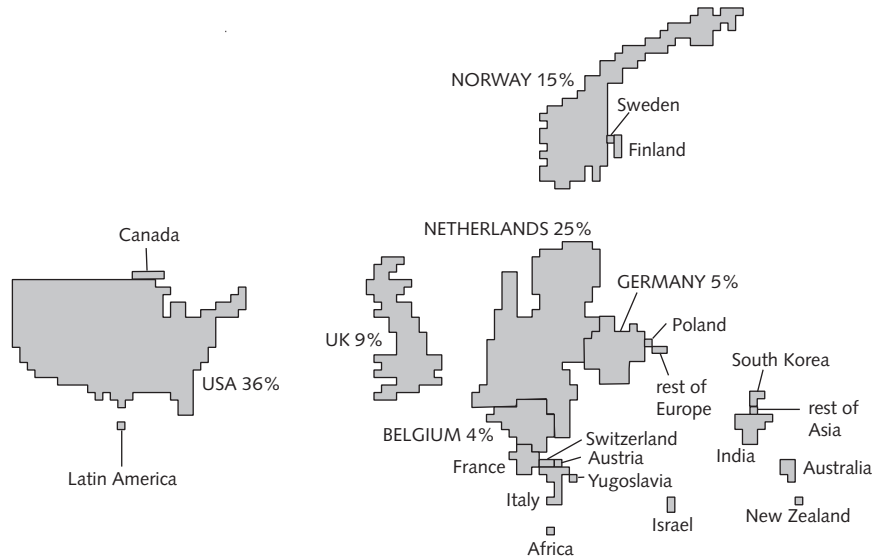 NORWAY 15%
Sweden
Finland
NETHERLANDS 25%
Canada
GERMANY 5%
Poland
UK 9%
South Korea
USA 36%
rest of
Europe
rest of
Asia
BELGIUM 4%
Switzerland
Austria
India
France
Australia
Latin America
Yugoslavia
Italy
New Zealand
Israel
Africa